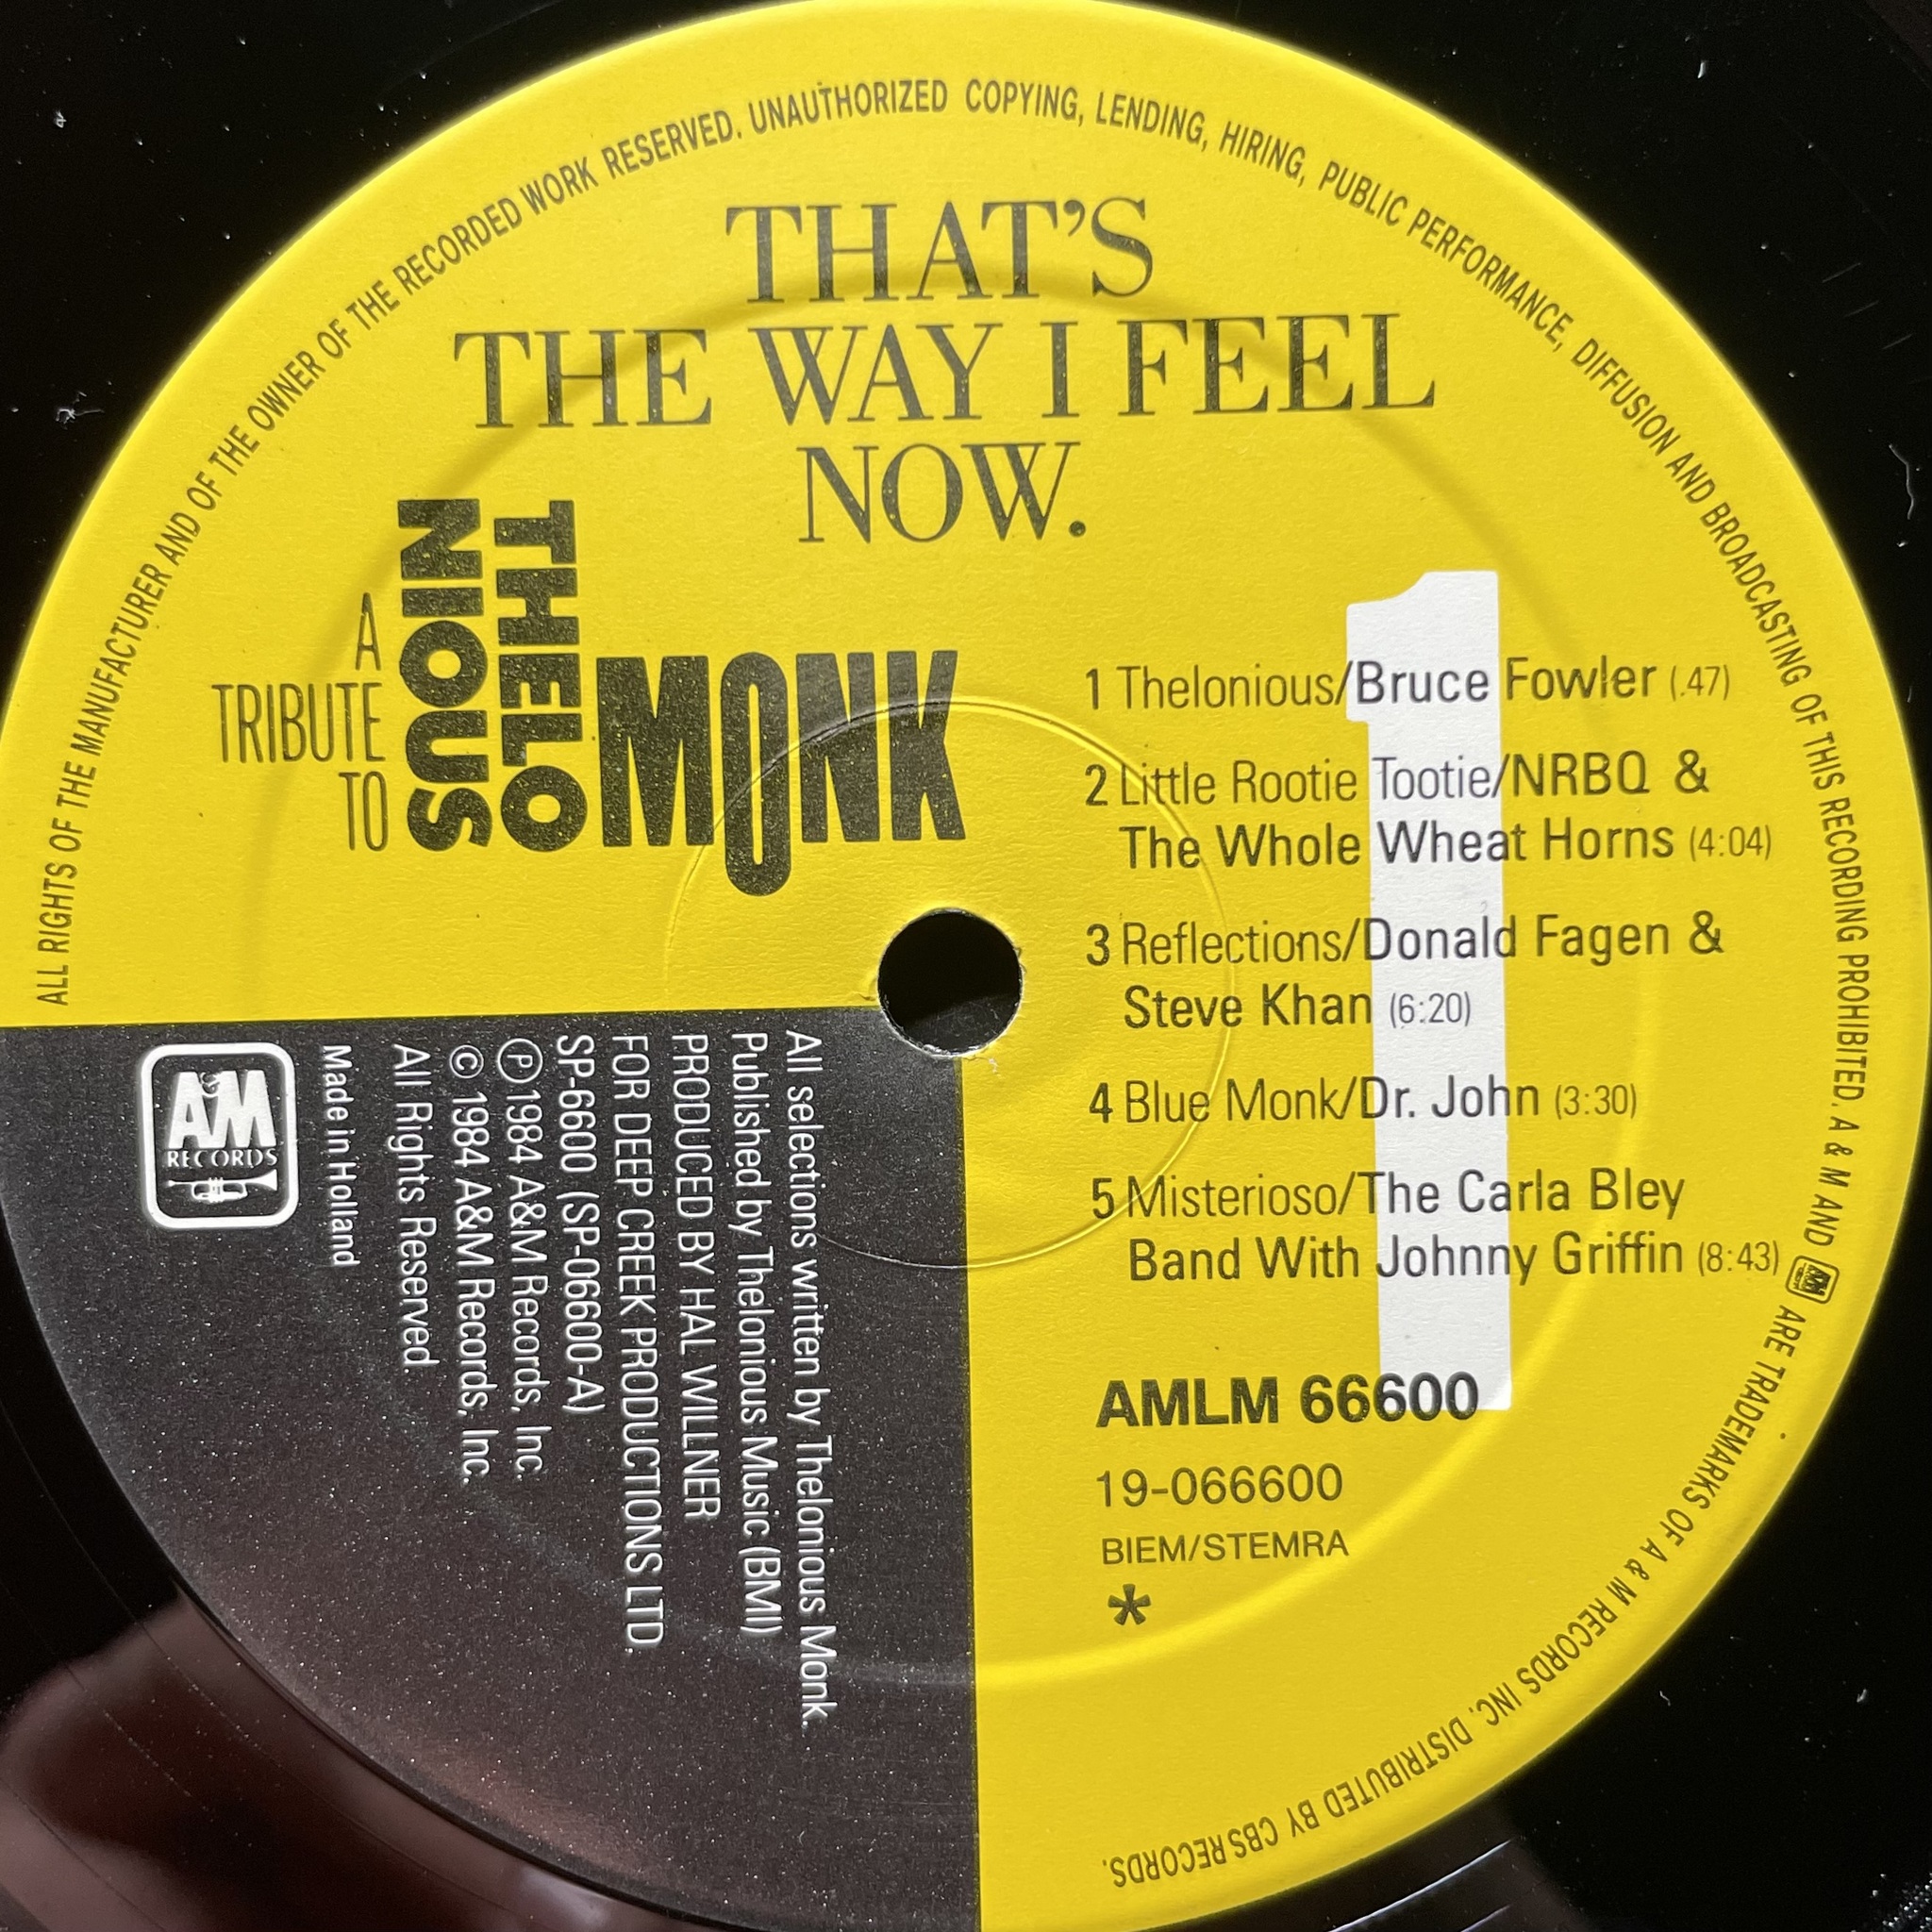 ALL RIGHTS OF THE MANUFACTURER AND OF THE OWNER OF THE RECORDED WORK RESERVED. UNAUTHORIZED COPYING, LENDING, HIRING, PUBLIC PERFORMANCE, DIFFUSION AND BROADCASTING OF THIS RECORDING PROHIBITED. A & M AND A&M RECORDS ARE TRADEMARKS OF A & M RECORDS INC. DISTRIBUTED BY CBS RECORDS.
THAT'S
THE WAY I FEEL
NOW.
A
TRIBUTE
TO
THELO
NIOUS
MONK
1
1 Thelonious/Bruce Fowler (.47)
2 Little Rootie Tootie/NRBQ &
The Whole Wheat Horns (4:04)
3 Reflections/Donald Fagen &
Steve Khan (6:20)
4 Blue Monk/Dr. John (3:30)
5 Misterioso/The Carla Bley
Band With Johnny Griffin (8:43)
AMLM 66600
19-066600
BIEM/STEMRA
*
All selections written by Thelonious Monk.
Published by Thelonious Music (BMI)
PRODUCED BY HAL WILLNER
FOR DEEP CREEK PRODUCTIONS LTD.
SP-6600 (SP-06600-A)
℗ 1984 A&M Records, Inc.
© 1984 A&M Records, Inc.
All Rights Reserved.
Made in Holland
A&M
RECORDS